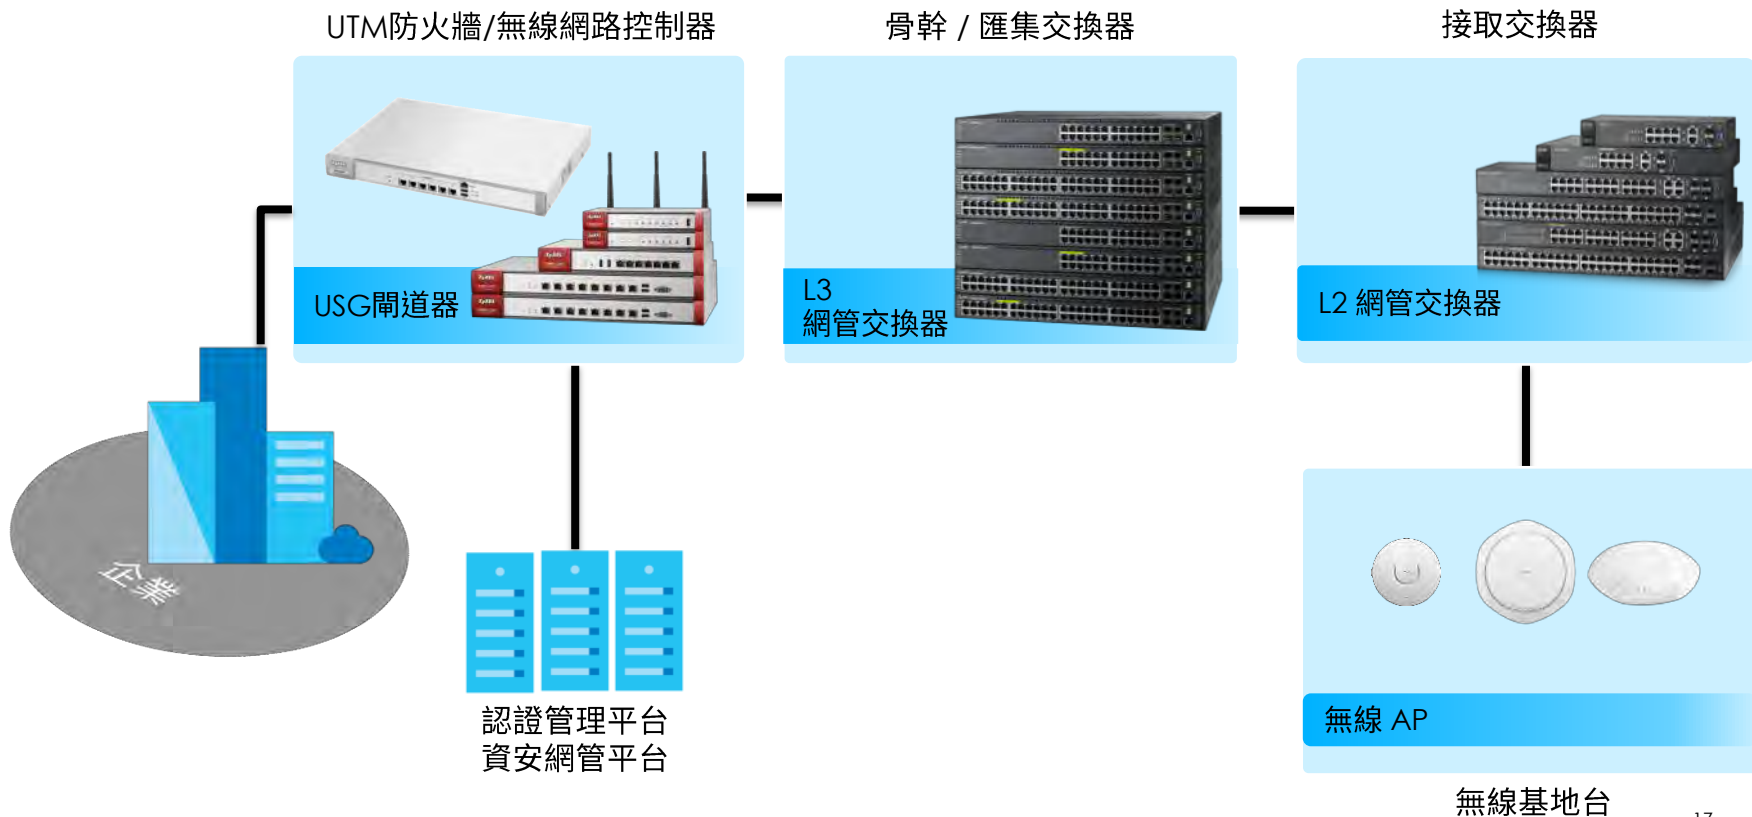 UTM防火牆/無線網路控制器
骨幹 / 匯集交換器
接取交換器
USG閘道器
L3
網管交換器
L2 網管交換器
企業
認證管理平台
資安網管平台
無線 AP
無線基地台
17